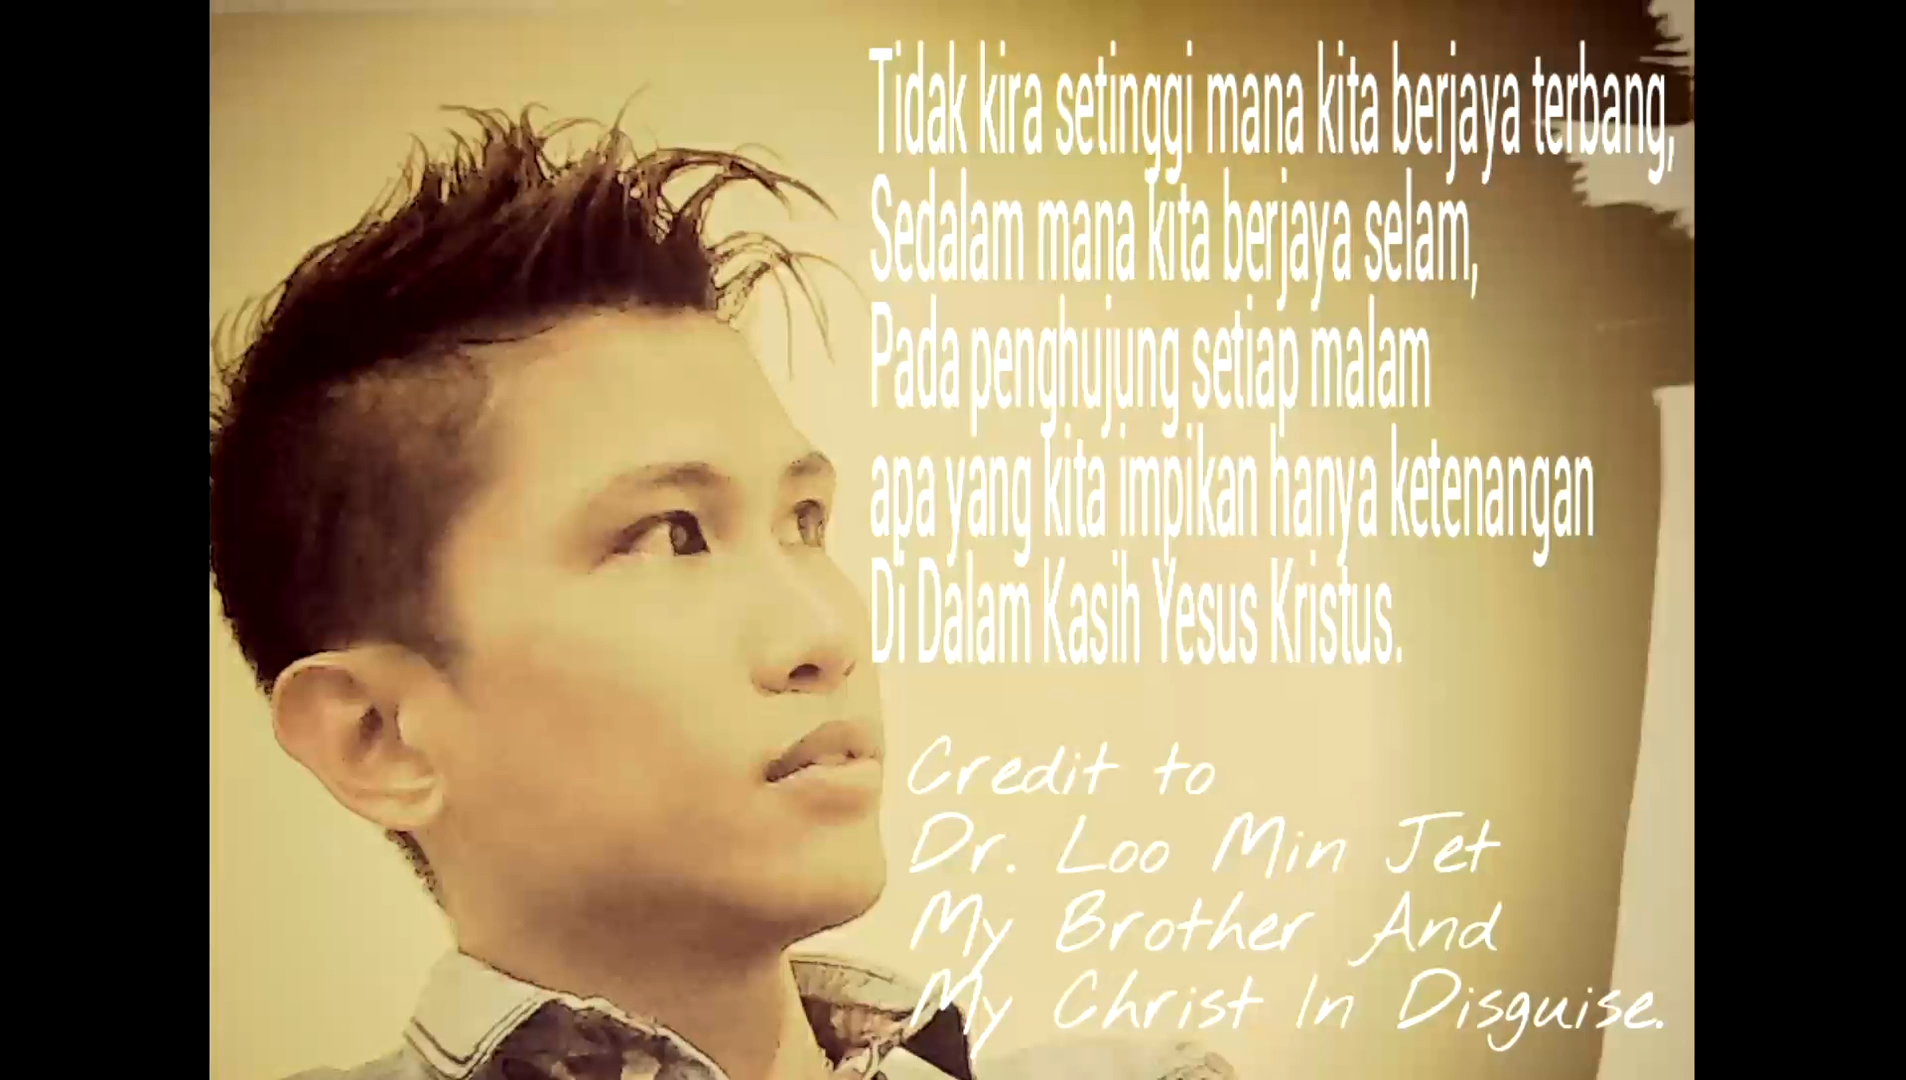 Tidak kira setinggi mana kita berjaya terbang,
Sedalam mana kita berjaya selam,
Pada penghujung setiap malam
apa yang kita impikan hanya ketenangan
Di Dalam Kasih Yesus Kristus.
Credit to
Dr. Loo Min Jet
My Brother And
My Christ In Disguise.